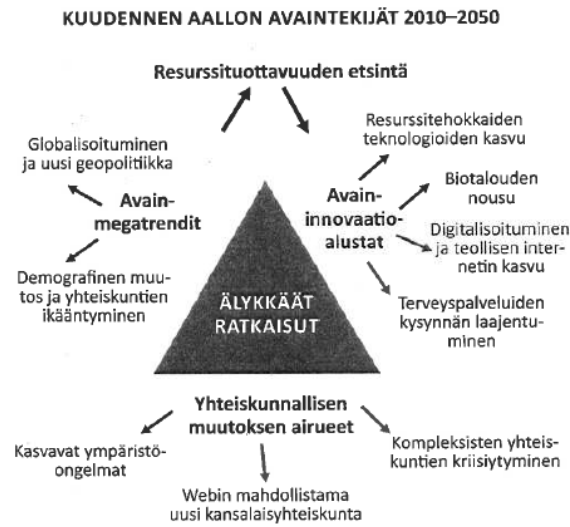 KUUDENNEN AALLON AVAINTEKIJÄT 2010–2050
Resurssituottavuuden etsintä
Globalisoituminen
ja uusi geopolitiikka
Avain-
megatrendit
Demografinen muu-
tos ja yhteiskuntien
ikääntyminen
Resurssitehokkaiden
teknologioiden kasvu
Avain-
innovaatio-
alustat
Biotalouden
nousu
Digitalisoituminen
ja teollisen inter-
netin kasvu
Terveyspalveluiden
kysynnän laajentu-
minen
ÄLYKKÄÄT
RATKAISUT
Yhteiskunnallisen
muutoksen airueet
Kasvavat ympäristö-
ongelmat
Webin mahdollistama
uusi kansalaisyhteiskunta
Kompleksisten yhteis-
kuntien kriisiytyminen